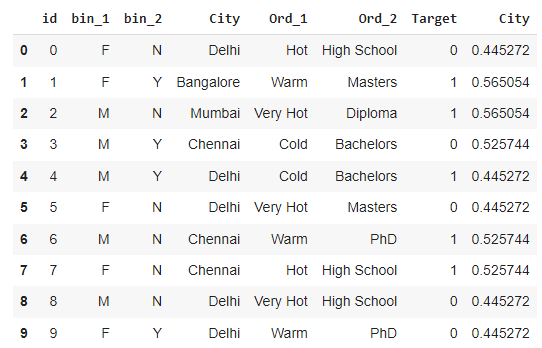 id bin_1 bin_2 City Ord_1 Ord_2 Target City
0 0 F N Delhi Hot High School 0 0.445272
1 1 F Y Bangalore Warm Masters 1 0.565054
2 2 M N Mumbai Very Hot Diploma 1 0.565054
3 3 M Y Chennai Cold Bachelors 0 0.525744
4 4 M Y Delhi Cold Bachelors 1 0.445272
5 5 F N Delhi Very Hot Masters 0 0.445272
6 6 M N Chennai Warm PhD 1 0.525744
7 7 F N Chennai Hot High School 1 0.525744
8 8 M N Delhi Very Hot High School 0 0.445272
9 9 F Y Delhi Warm PhD 0 0.445272